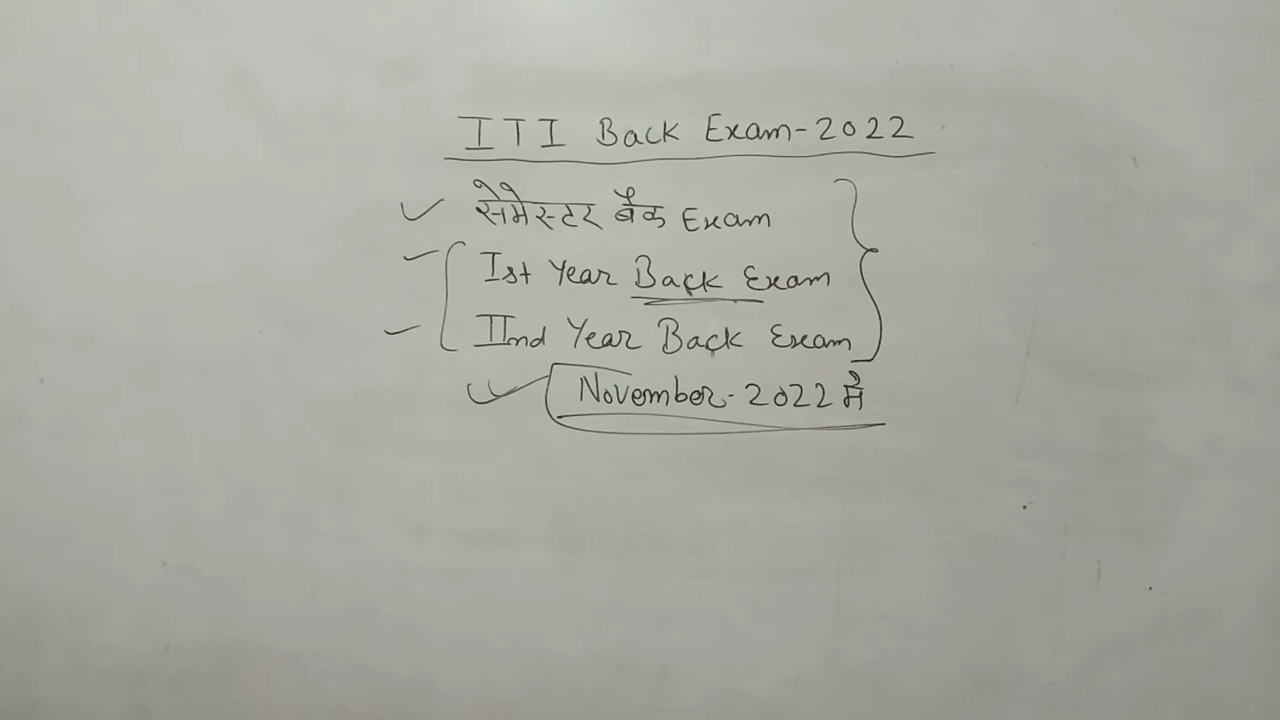 ITI Back Exam-2022
सेमेस्टर बैक Exam
Ist Year Back Exam
IInd Year Back Exam
November-2022 मे